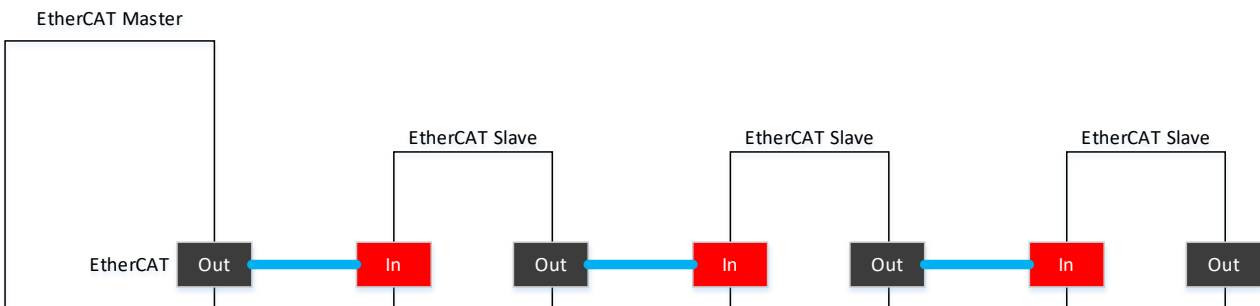 EtherCAT Master
EtherCAT Slave EtherCAT Slave EtherCAT Slave
EtherCAT Out In Out In Out In Out